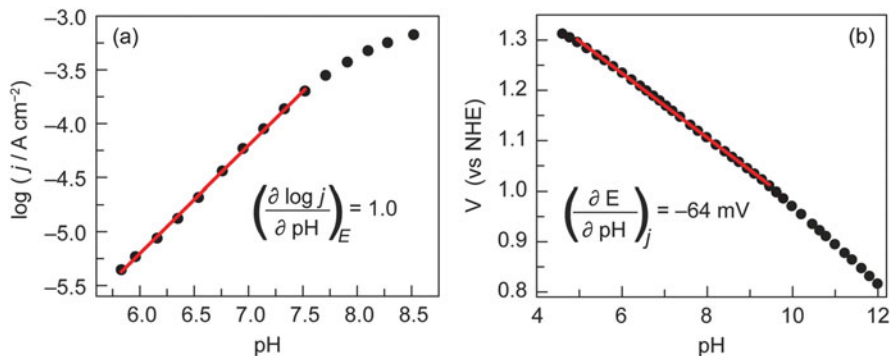 (a)
log (j / A cm⁻²)
−3.0
−3.5
−4.0
−4.5
−5.0
−5.5
(∂ log j / ∂ pH)E = 1.0
6.0 6.5 7.0 7.5 8.0 8.5
pH
(b)
V (vs NHE)
1.3
1.2
1.1
1.0
0.9
0.8
(∂ E / ∂ pH)j = −64 mV
4 6 8 10 12
pH